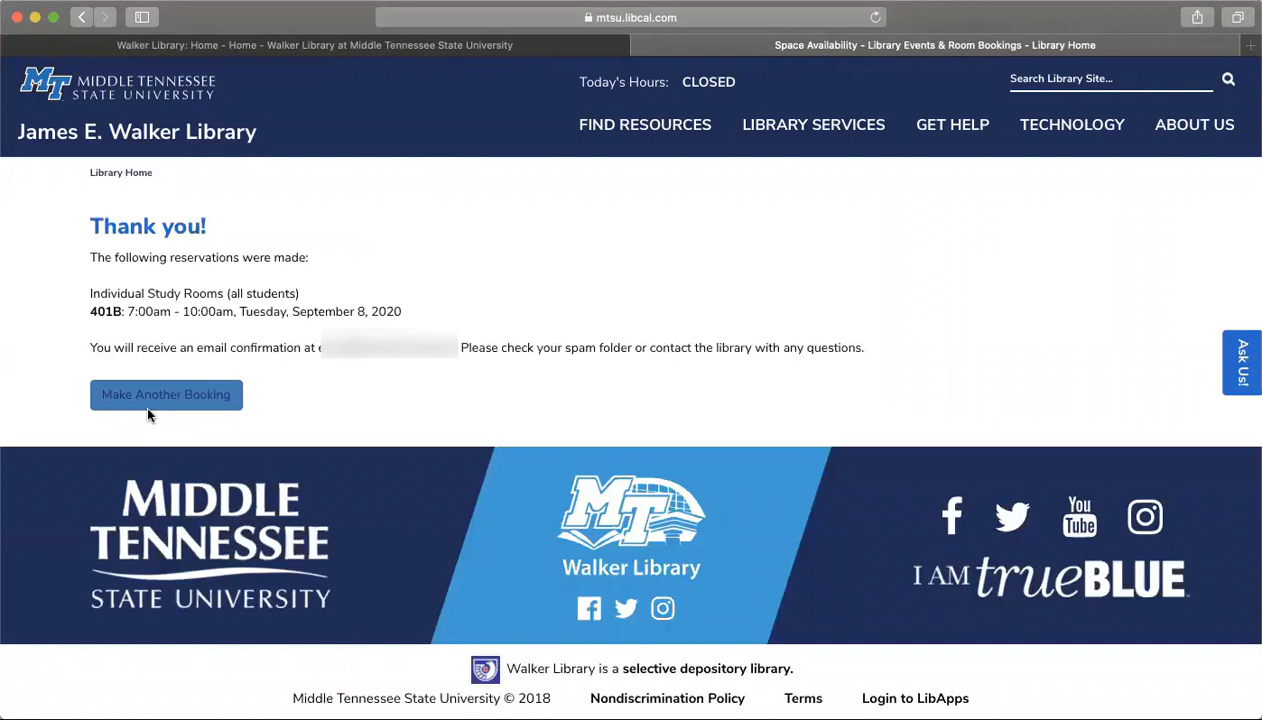 mtsu.libcal.com
Walker Library: Home - Home - Walker Library at Middle Tennessee State University
Space Availability - Library Events & Room Bookings - Library Home
MT MIDDLE TENNESSEE
STATE UNIVERSITY
Today's Hours: CLOSED
Search Library Site...
James E. Walker Library
FIND RESOURCES LIBRARY SERVICES GET HELP TECHNOLOGY ABOUT US
Library Home
Thank you!
The following reservations were made:
Individual Study Rooms (all students)
401B: 7:00am - 10:00am, Tuesday, September 8, 2020
You will receive an email confirmation at Please check your spam folder or contact the library with any questions.
Make Another Booking
Ask Us!
MIDDLE
TENNESSEE
STATE UNIVERSITY
MT
Walker Library
You
Tube
I AM trueBLUE
Walker Library is a selective depository library.
Middle Tennessee State University © 2018 Nondiscrimination Policy Terms Login to LibApps